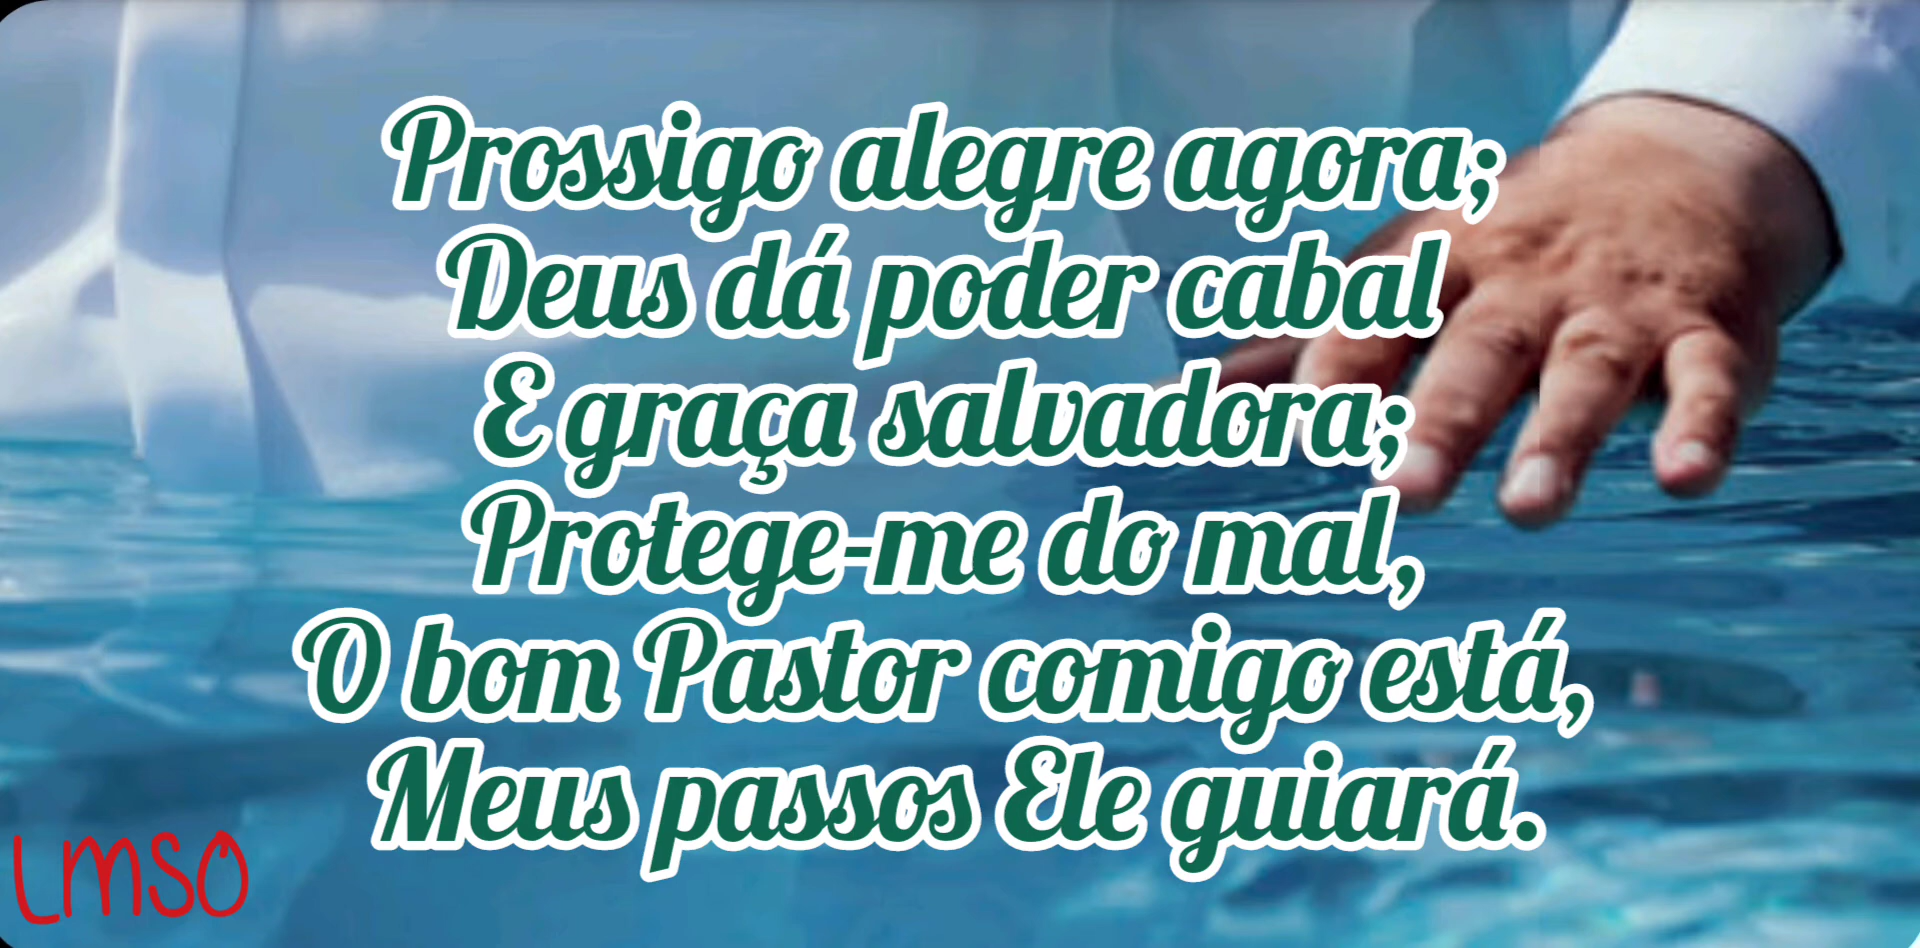 Prossigo alegre agora;
Deus dá poder cabal
E graça salvadora;
Protege-me do mal,
O bom Pastor comigo está,
Meus passos Ele guiará.
LMSO